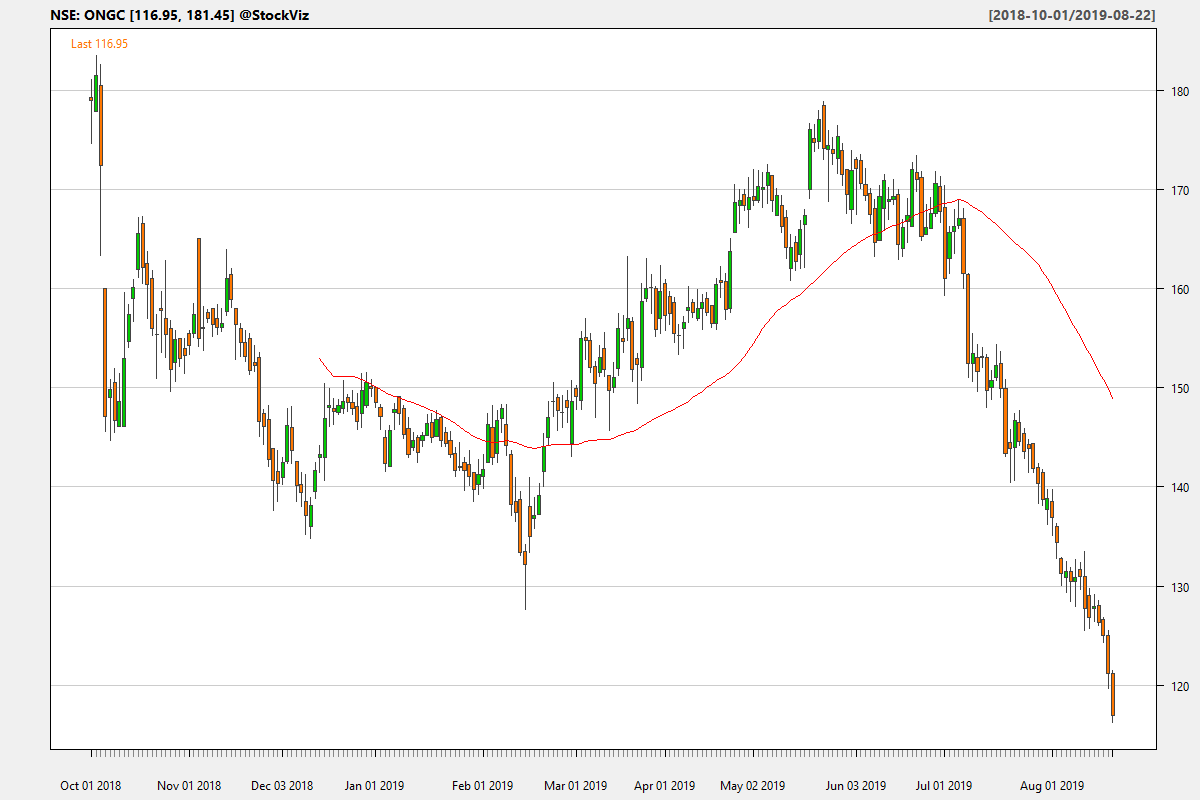 NSE: ONGC [116.95, 181.45] @StockViz
[2018-10-01/2019-08-22]
Last 116.95
180
170
160
150
140
130
120
Oct 01 2018
Nov 01 2018
Dec 03 2018
Jan 01 2019
Feb 01 2019
Mar 01 2019
Apr 01 2019
May 02 2019
Jun 03 2019
Jul 01 2019
Aug 01 2019